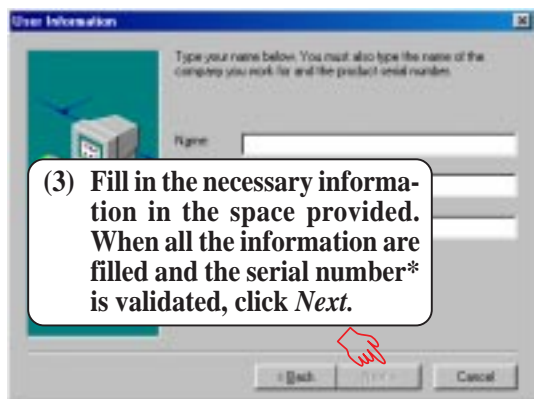 User Information
Type your name below. You must also type the name of the
company you work for and the product serial number.
Name
(3) Fill in the necessary informa-
tion in the space provided.
When all the information are
filled and the serial number*
is validated, click Next.
< Back
Next >
Cancel